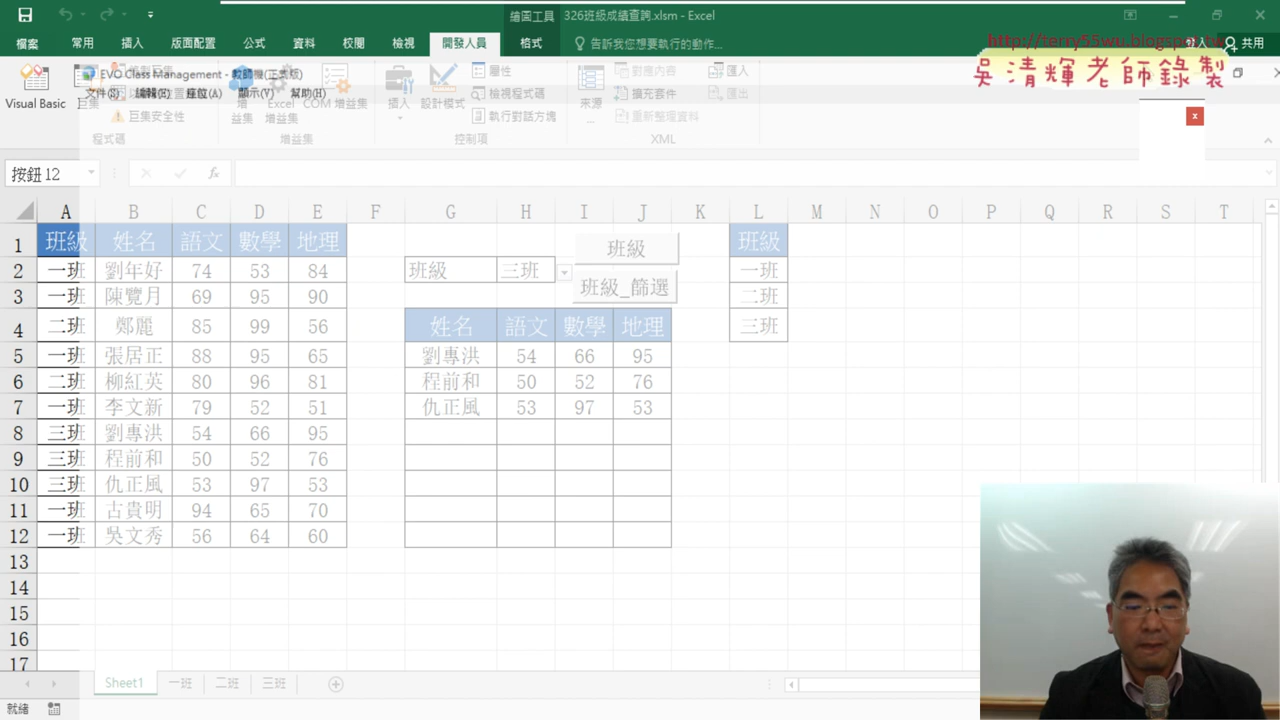 繪圖工具 326班級成績查詢.xlsm - Excel
檔案 常用 插入 版面配置 公式 資料 校閱 檢視 開發人員 格式 告訴我您想要執行的動作... 共用
http://terry55wu.blogspot.tw
吳清輝老師錄製
EVO Class Management - 教師機(正式版)
文件(F) 編輯(E) 座位(A) 顯示(V) 幫助(H)
Visual Basic 巨集
巨集安全性
程式碼
增益集 Excel 增益集 COM 增益集
增益集
插入 設計模式 屬性 檢視程式碼 執行對話方塊
控制項
來源 對應內容 擴充套件 重新整理資料 匯入 匯出
XML
按鈕 12 fx
A B C D E F G H I J K L M N O P Q R S T
1 班級 姓名 語文 數學 地理 班級 班級
2 一班 劉年好 74 53 84 班級 三班 一班
3 一班 陳覽月 69 95 90 班級_篩選 二班
4 二班 鄭麗 85 99 56 姓名 語文 數學 地理 三班
5 一班 張居正 88 95 65 劉專洪 54 66 95
6 二班 柳紅英 80 96 81 程前和 50 52 76
7 一班 李文新 79 52 51 仇正風 53 97 53
8 三班 劉專洪 54 66 95
9 三班 程前和 50 52 76
10 三班 仇正風 53 97 53
11 一班 古貴明 94 65 70
12 一班 吳文秀 56 64 60
13
14
15
16
17
Sheet1 一班 二班 三班
就緒